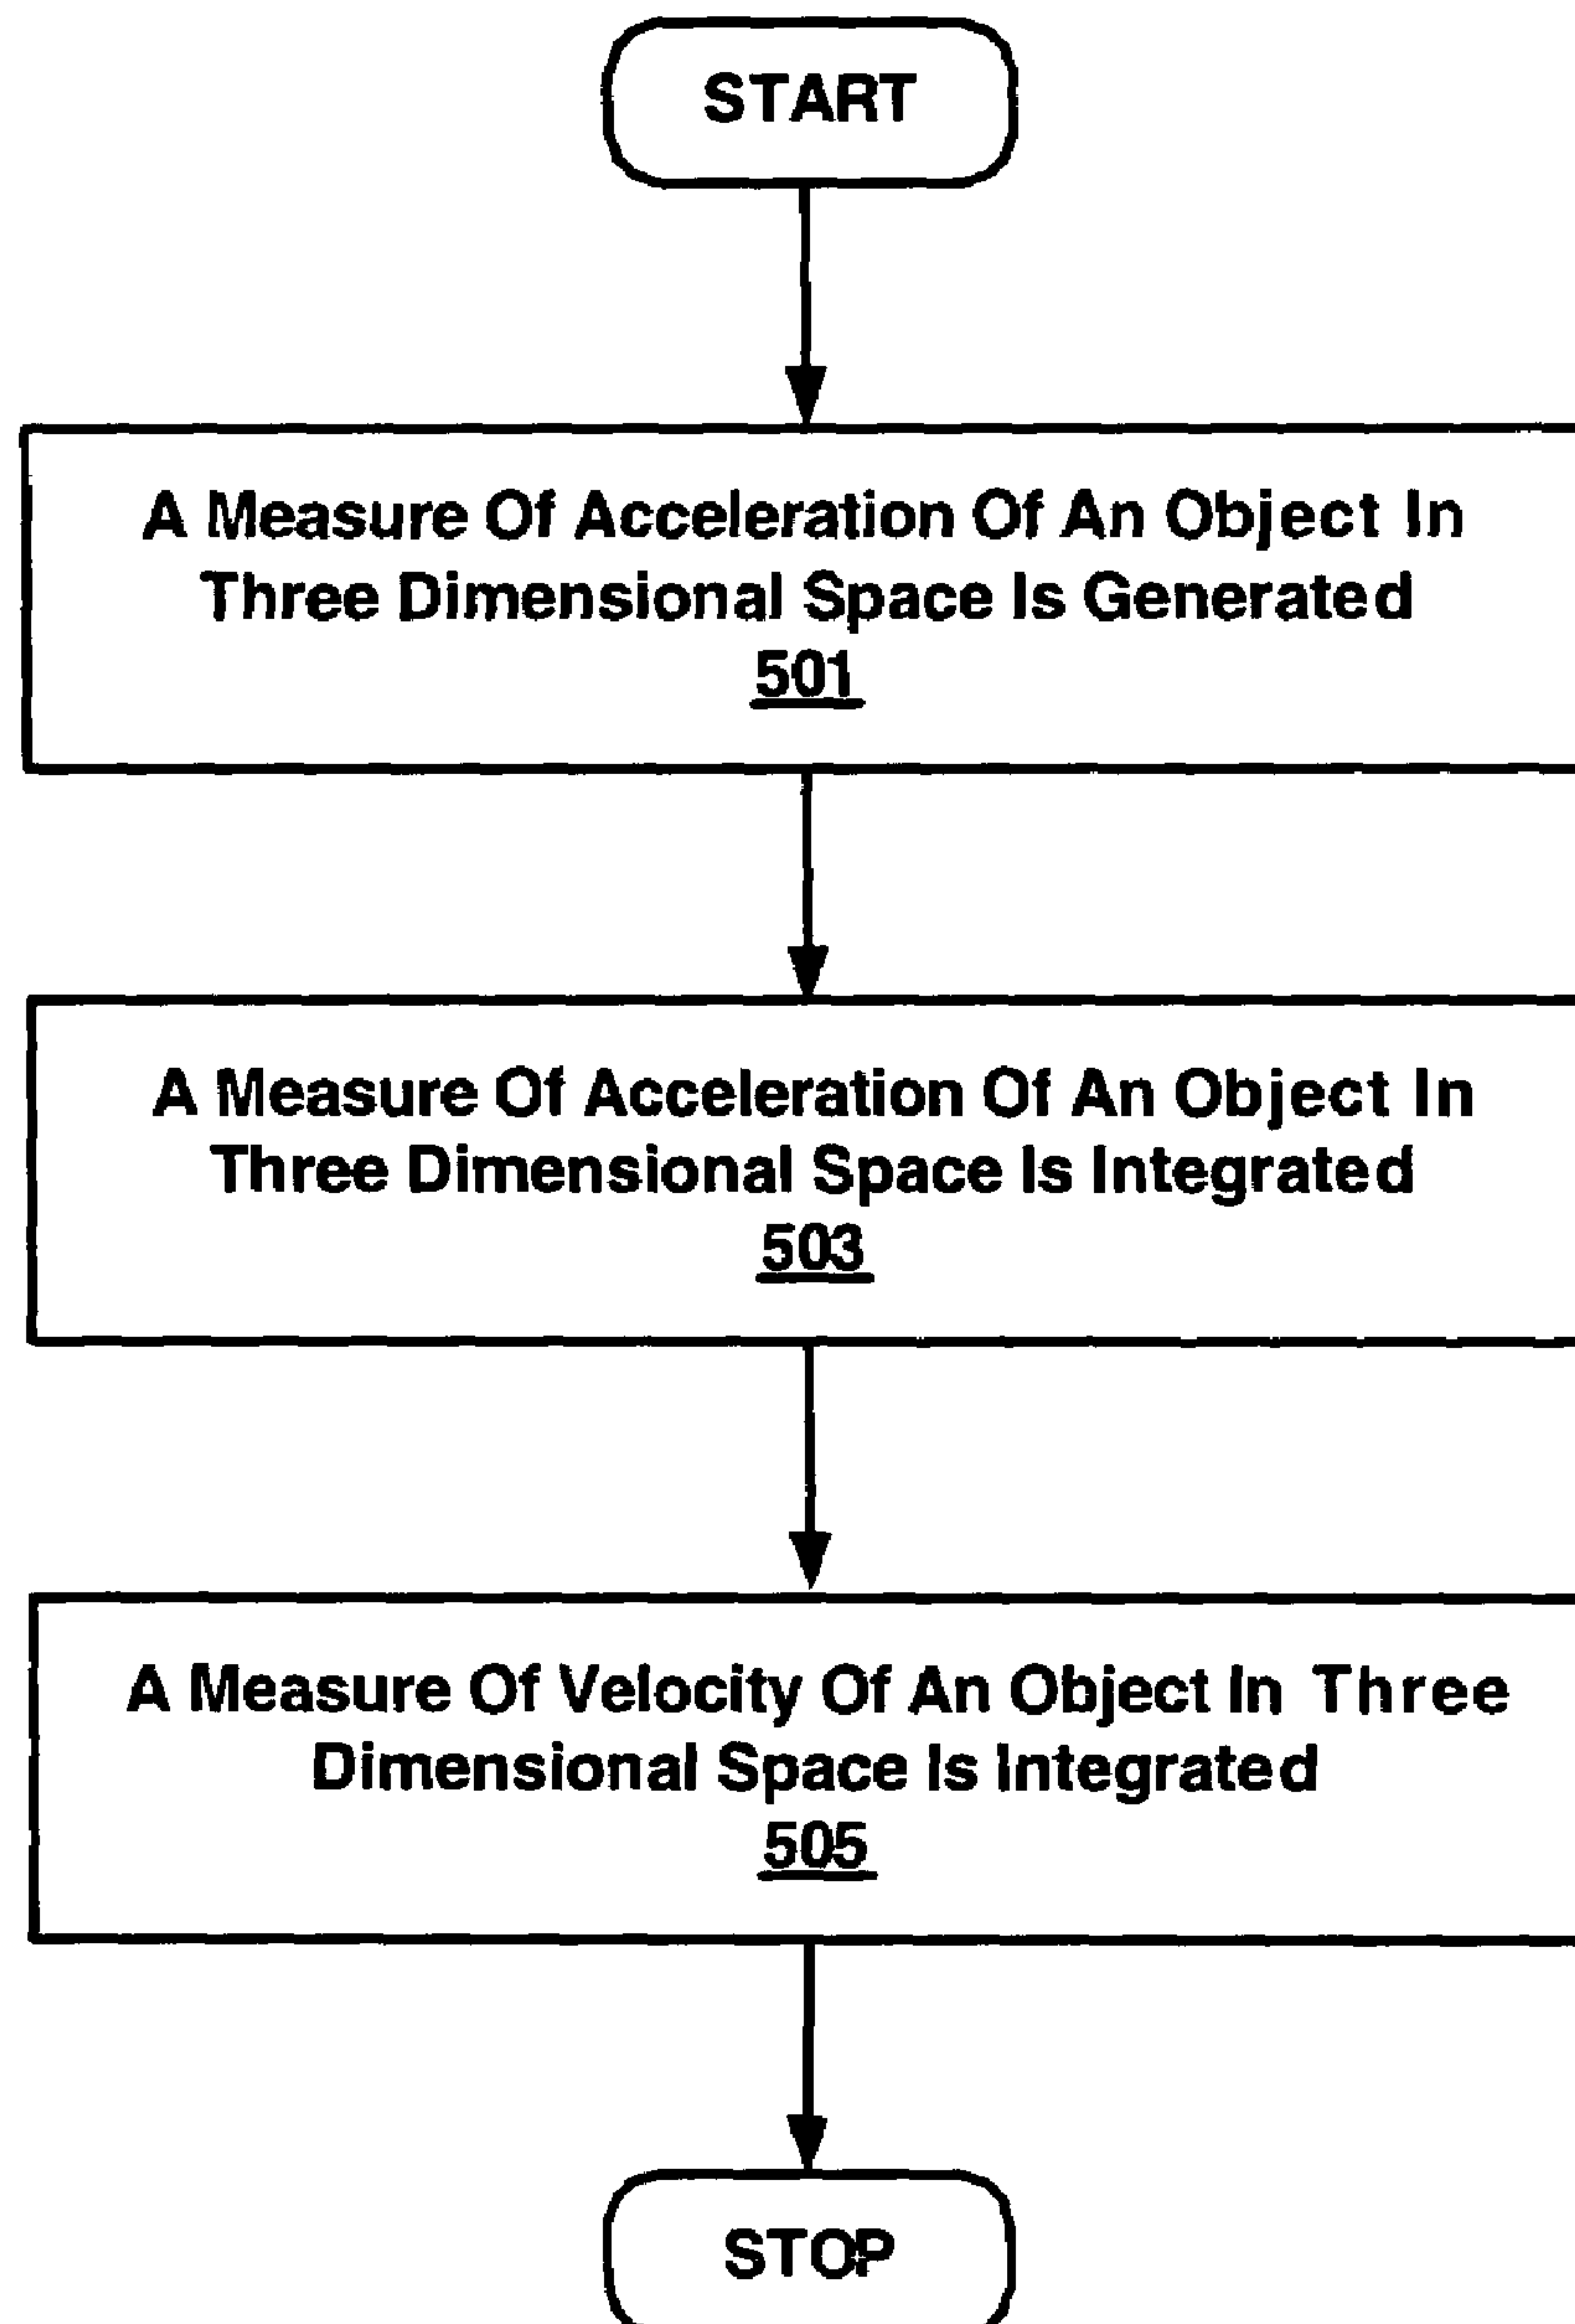 START
A Measure Of Acceleration Of An Object In
Three Dimensional Space Is Generated
501
A Measure Of Acceleration Of An Object In
Three Dimensional Space Is Integrated
503
A Measure Of Velocity Of An Object In Three
Dimensional Space Is Integrated
505
STOP